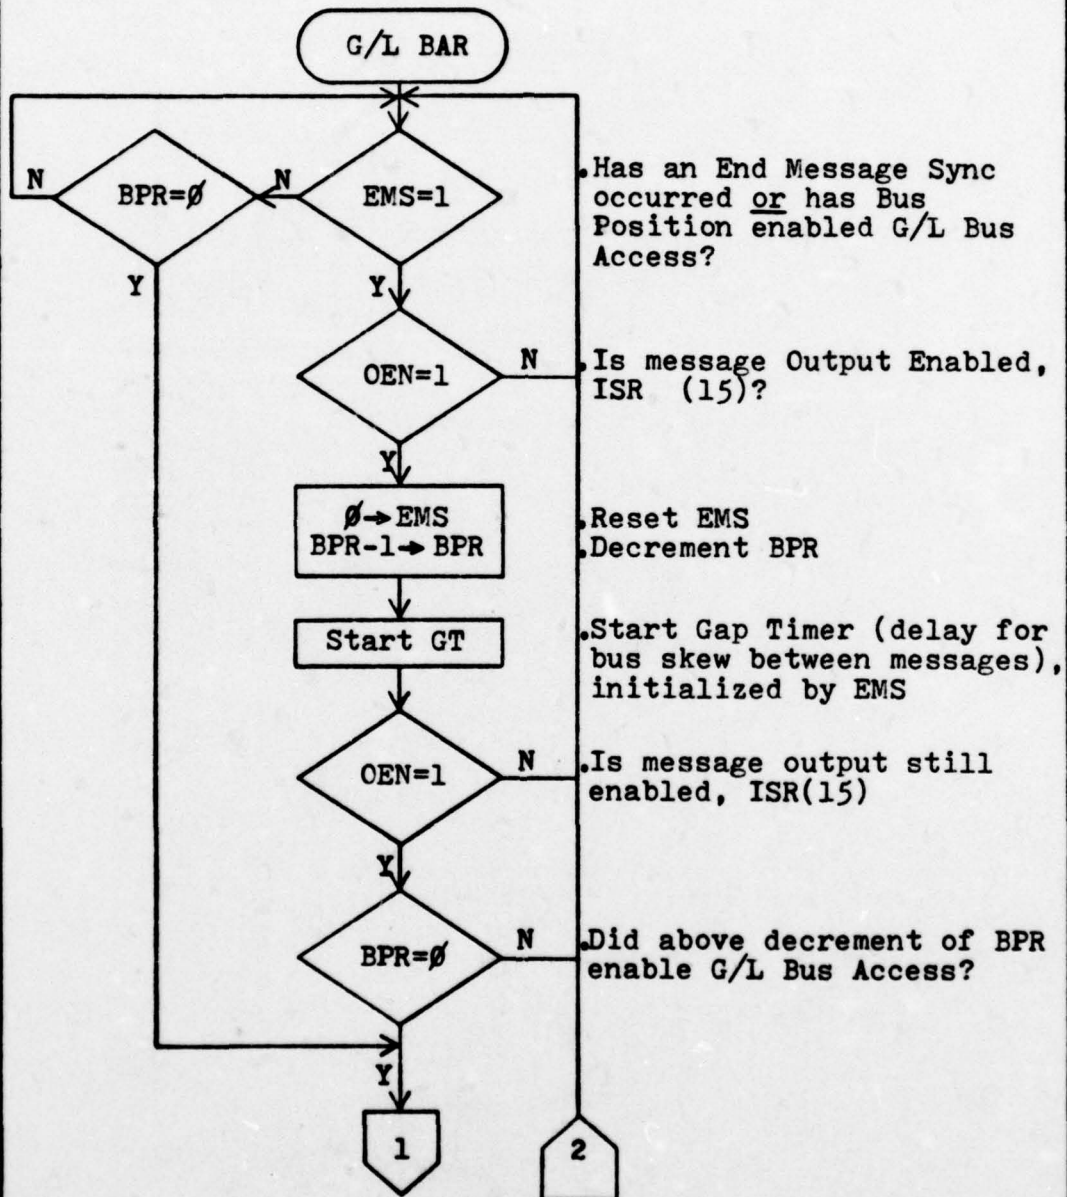 G/L BAR
N
BPR=Ø
N
EMS=1
.Has an End Message Sync
occurred or has Bus
Position enabled G/L Bus
Access?
Y
Y
OEN=1
N
.Is message Output Enabled,
ISR (15)?
Y
Ø→EMS
BPR-1→BPR
.Reset EMS
.Decrement BPR
Start GT
.Start Gap Timer (delay for
bus skew between messages),
initialized by EMS
OEN=1
N
.Is message output still
enabled, ISR(15)
Y
BPR=Ø
N
.Did above decrement of BPR
enable G/L Bus Access?
Y
1
2